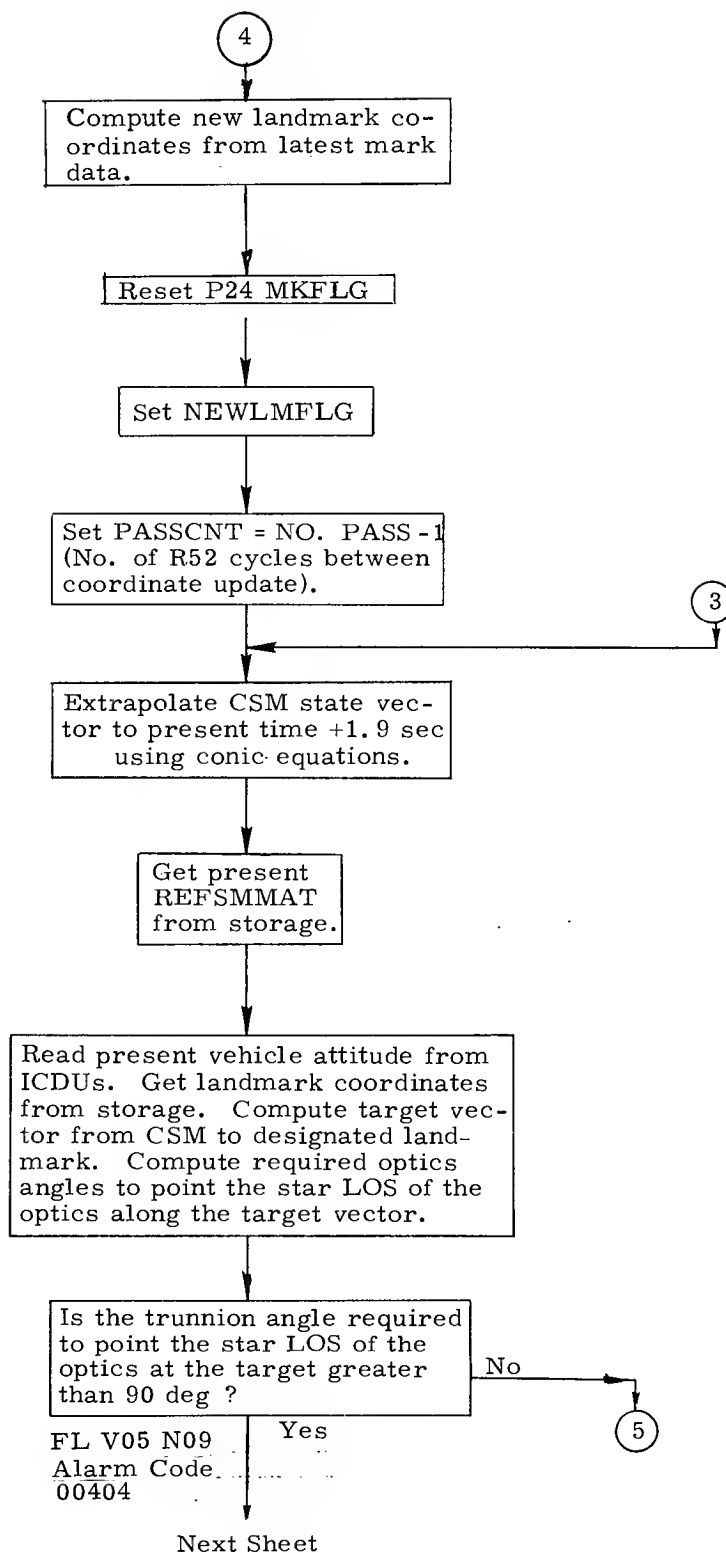 4
Compute new landmark co-
ordinates from latest mark
data.
Reset P24 MKFLG
Set NEWLMFLG
Set PASSCNT = NO. PASS -1
(No. of R52 cycles between
coordinate update).
3
Extrapolate CSM state vec-
tor to present time +1.9 sec
using conic equations.
Get present
REFSMMAT
from storage.
Read present vehicle attitude from
ICDUs. Get landmark coordinates
from storage. Compute target vec-
tor from CSM to designated land-
mark. Compute required optics
angles to point the star LOS of the
optics along the target vector.
Is the trunnion angle required
to point the star LOS of the
optics at the target greater
than 90 deg ?
No
5
Yes
FL V05 N09
Alarm Code
00404
Next Sheet